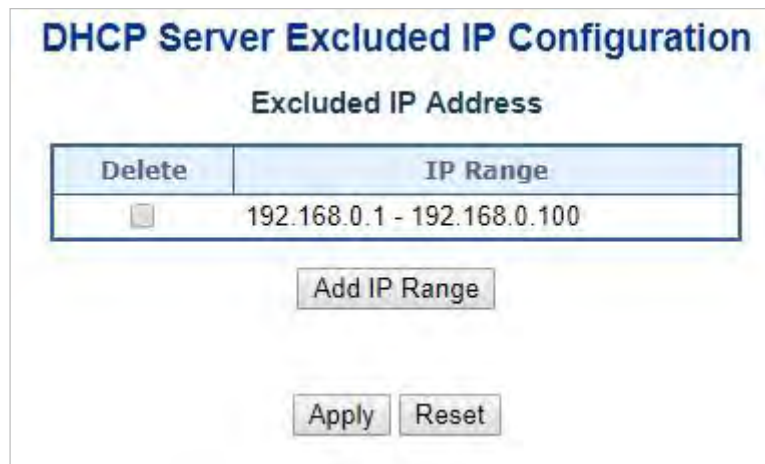 DHCP Server Excluded IP Configuration
Excluded IP Address
Delete IP Range
192.168.0.1 - 192.168.0.100
Add IP Range
Apply Reset